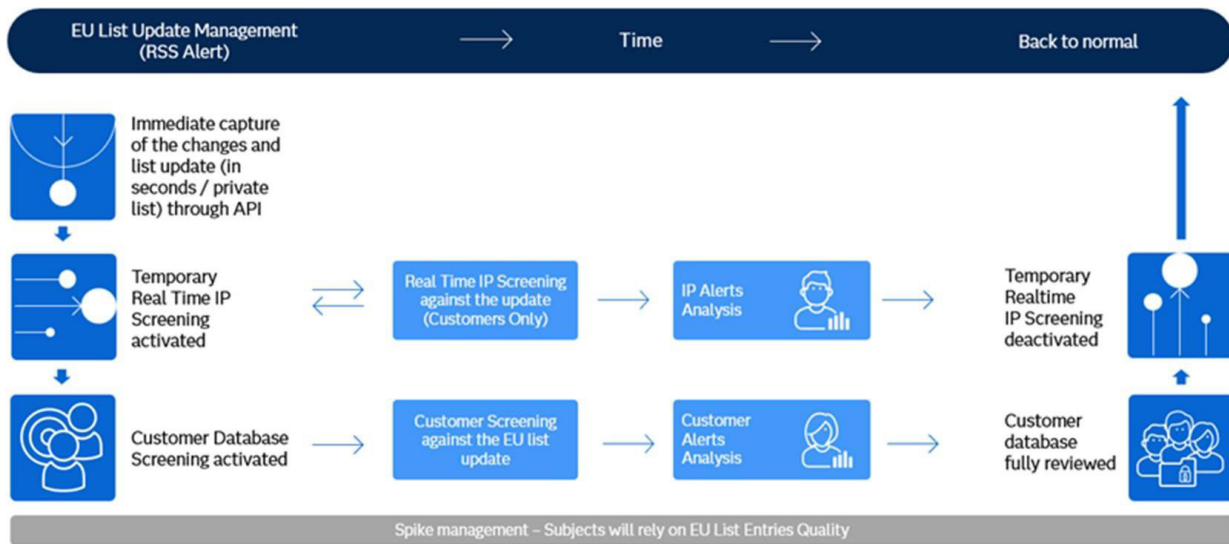 EU List Update Management
(RSS Alert)
Time
Back to normal
Immediate capture
of the changes and
list update (in
seconds / private
list) through API
Temporary
Real Time IP
Screening
activated
Real Time IP Screening
against the update
(Customers Only)
IP Alerts
Analysis
Temporary
Realtime
IP Screening
deactivated
Customer Database
Screening activated
Customer Screening
against the EU list
update
Customer
Alerts
Analysis
Customer
database
fully reviewed
Spike management – Subjects will rely on EU List Entries Quality